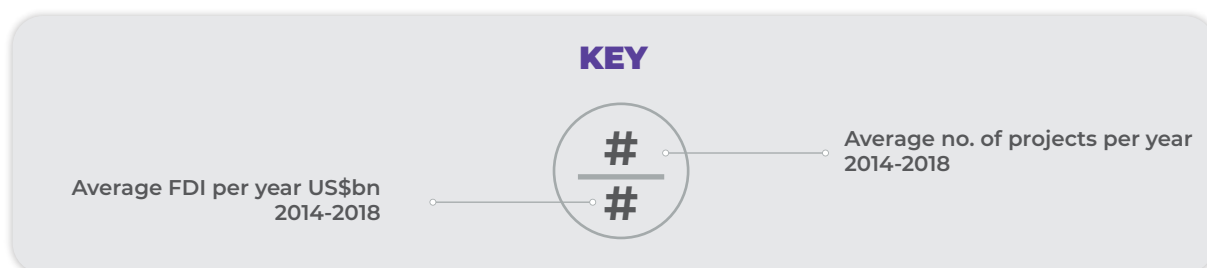 KEY
#
#
Average no. of projects per year
2014-2018
Average FDI per year US$bn
2014-2018